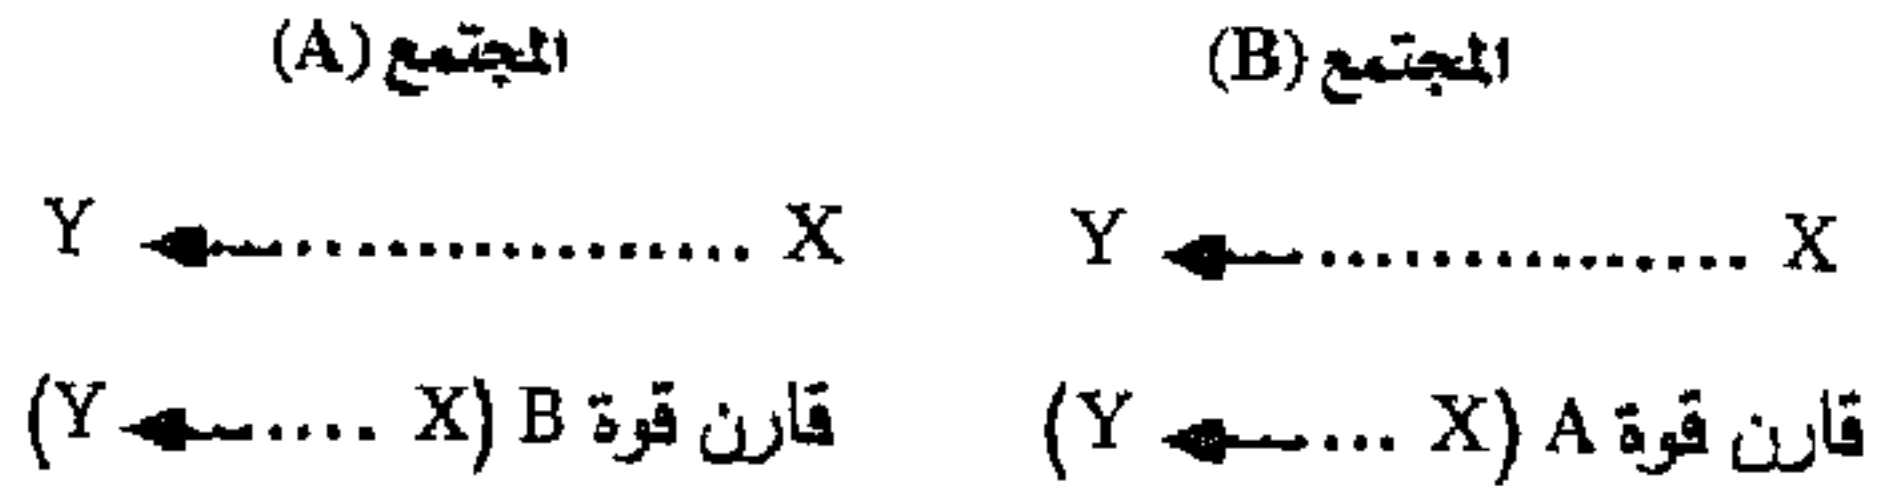 المجتمع (B) المجتمع (A)
X ............... ◄ Y X ................. ◄ Y
قارن قوة A (X ... ◄ Y) قارن قوة B (X .... ◄ Y)